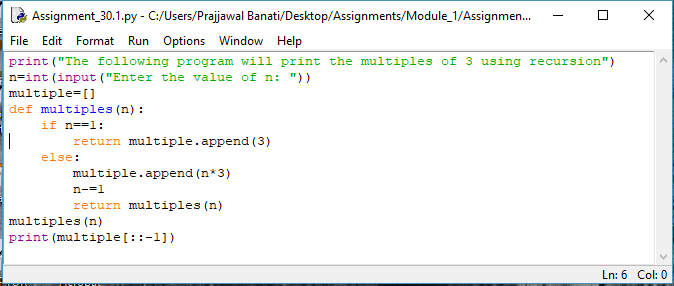 Assignment_30.1.py - C:/Users/Prajjawal Banati/Desktop/Assignments/Module_1/Assignmen...
File Edit Format Run Options Window Help
print("The following program will print the multiples of 3 using recursion")
n=int(input("Enter the value of n: "))
multiple=[]
def multiples(n):
    if n==1:
        return multiple.append(3)
    else:
        multiple.append(n*3)
        n-=1
        return multiples(n)
multiples(n)
print(multiple[::-1])
Ln: 6 Col: 0